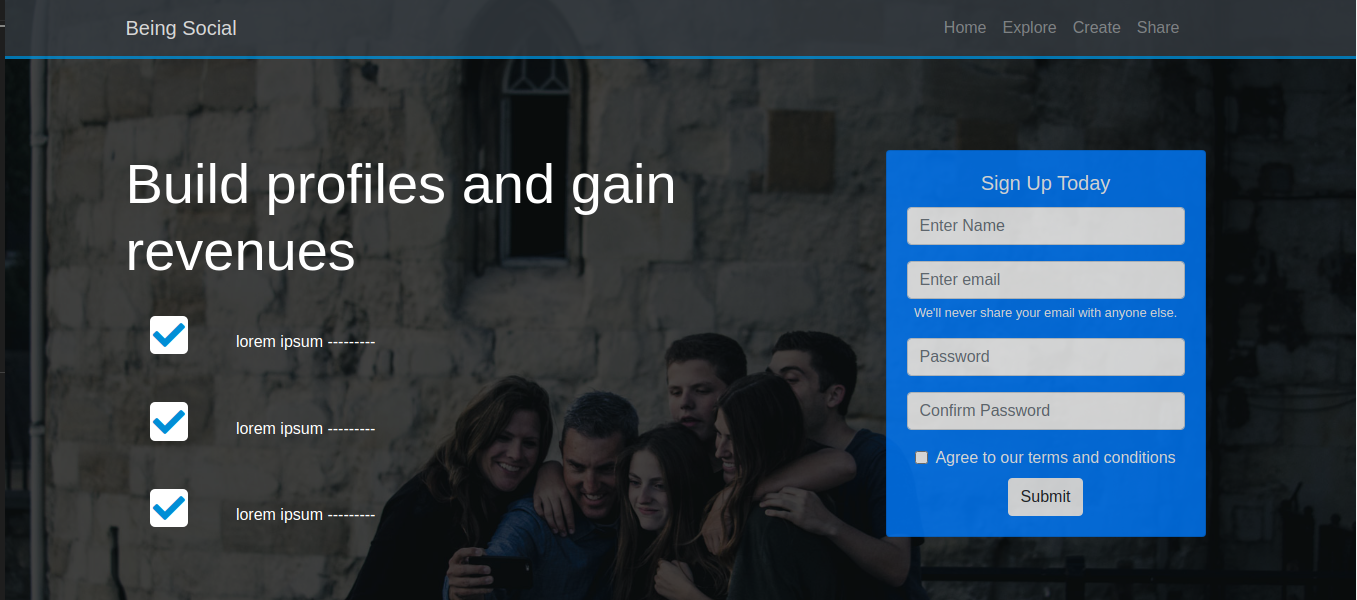 Being Social
Home Explore Create Share
Build profiles and gain
revenues
lorem ipsum ---------
lorem ipsum ---------
lorem ipsum ---------
Sign Up Today
Enter Name
Enter email
We'll never share your email with anyone else.
Password
Confirm Password
Agree to our terms and conditions
Submit